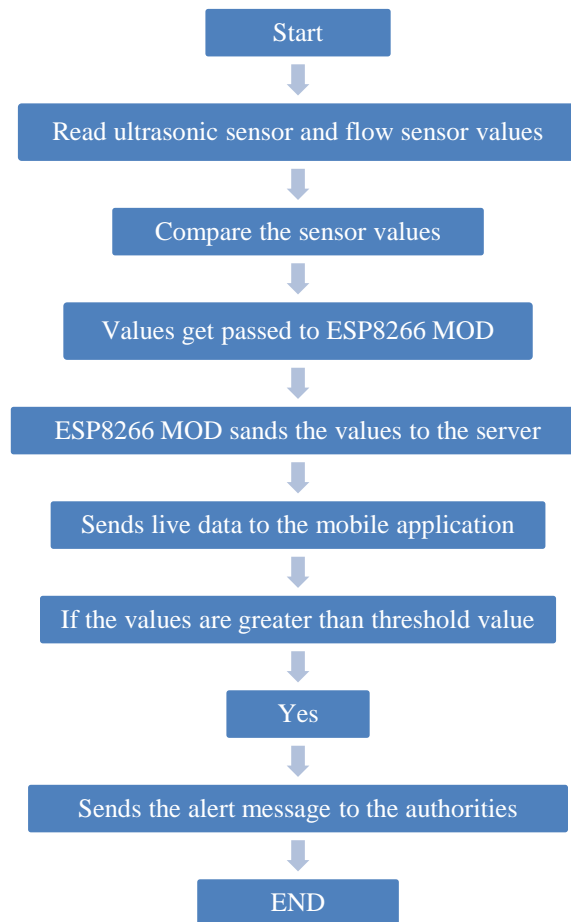 Start
Read ultrasonic sensor and flow sensor values
Compare the sensor values
Values get passed to ESP8266 MOD
ESP8266 MOD sands the values to the server
Sends live data to the mobile application
If the values are greater than threshold value
Yes
Sends the alert message to the authorities
END